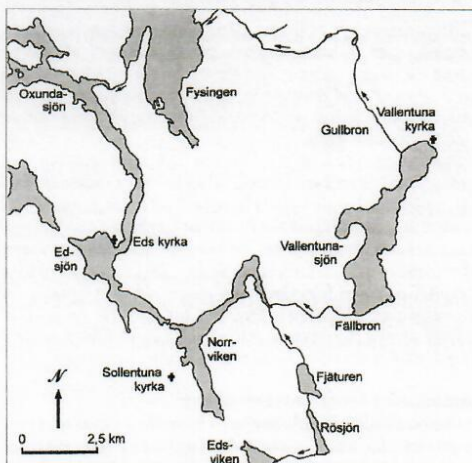 Oxunda-
sjön
Fysingen
Gullbron
Vallentuna
kyrka
Eds kyrka
Ed-
sjön
Vallentuna-
sjön
Fällbron
Norr-
viken
Sollentuna
kyrka
Fjäturen
N
0 2,5 km
Rösjön
Eds-
viken